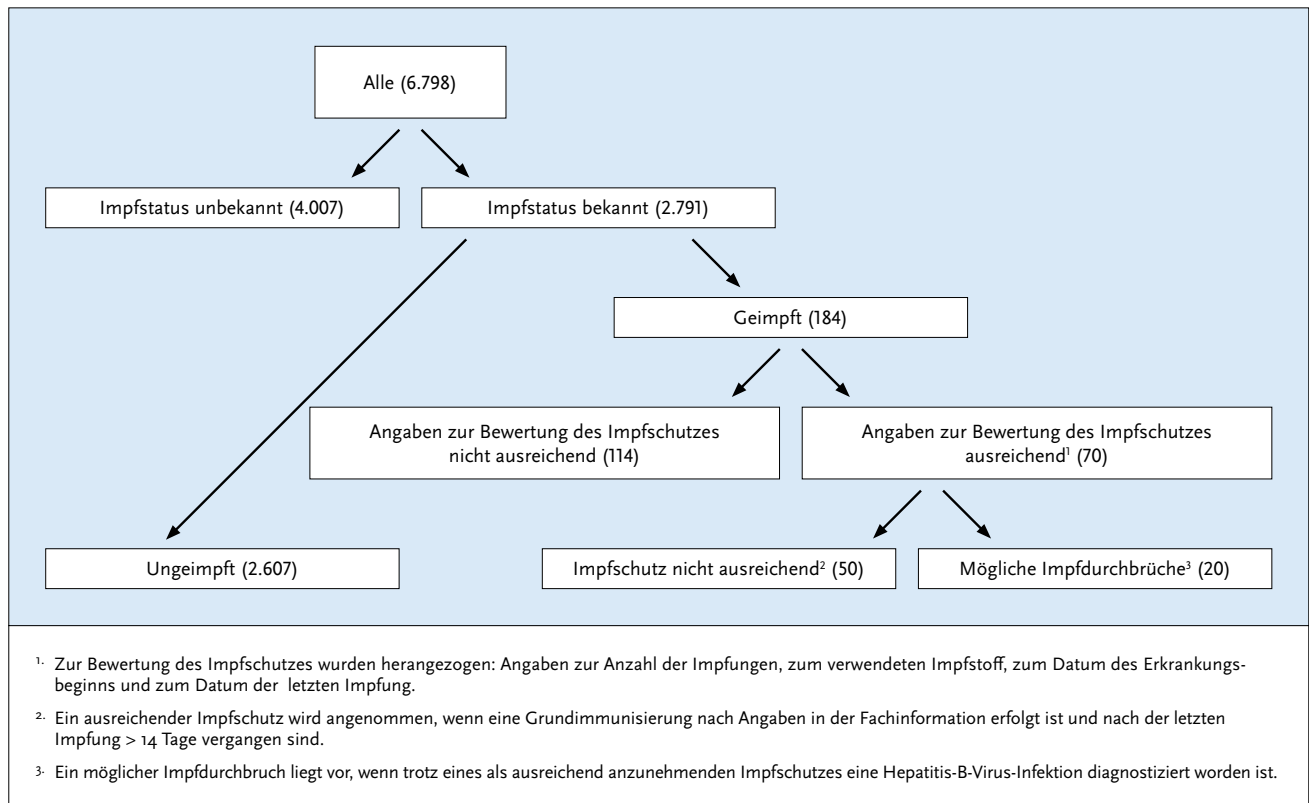 Alle (6.798)
Impfstatus unbekannt (4.007)
Impfstatus bekannt (2.791)
Geimpft (184)
Angaben zur Bewertung des Impfschutzes
nicht ausreichend (114)
Angaben zur Bewertung des Impfschutzes
ausreichend¹ (70)
Ungeimpft (2.607)
Impfschutz nicht ausreichend² (50)
Mögliche Impfdurchbrüche³ (20)
1. Zur Bewertung des Impfschutzes wurden herangezogen: Angaben zur Anzahl der Impfungen, zum verwendeten Impfstoff, zum Datum des Erkrankungs-
beginns und zum Datum der letzten Impfung.
2. Ein ausreichender Impfschutz wird angenommen, wenn eine Grundimmunisierung nach Angaben in der Fachinformation erfolgt ist und nach der letzten
Impfung > 14 Tage vergangen sind.
3. Ein möglicher Impfdurchbruch liegt vor, wenn trotz eines als ausreichend anzunehmenden Impfschutzes eine Hepatitis-B-Virus-Infektion diagnostiziert worden ist.